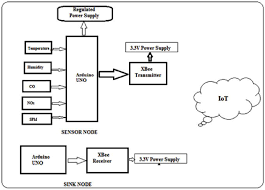 Regulated
Power Supply
3.3V Power Supply
Temperature
Humidity
CO
NOx
SPM
Arduino
UNO
XBee
Transmitter
IoT
SENSOR NODE
Arduino
UNO
XBee
Receiver
3.3V Power Supply
SINK NODE